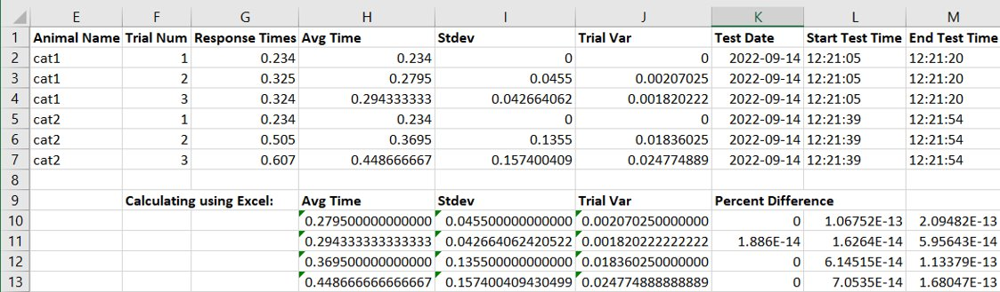 E F G H I J K L M
1 Animal Name Trial Num Response Times Avg Time Stdev Trial Var Test Date Start Test Time End Test Time
2 cat1 1 0.234 0.234 0 0 2022-09-14 12:21:05 12:21:20
3 cat1 2 0.325 0.2795 0.0455 0.00207025 2022-09-14 12:21:05 12:21:20
4 cat1 3 0.324 0.294333333 0.042664062 0.001820222 2022-09-14 12:21:05 12:21:20
5 cat2 1 0.234 0.234 0 0 2022-09-14 12:21:39 12:21:54
6 cat2 2 0.505 0.3695 0.1355 0.01836025 2022-09-14 12:21:39 12:21:54
7 cat2 3 0.607 0.448666667 0.157400409 0.024774889 2022-09-14 12:21:39 12:21:54
8
9 Calculating using Excel: Avg Time Stdev Trial Var Percent Difference
10 0.279500000000000 0.045500000000000 0.002070250000000 0 1.06752E-13 2.09482E-13
11 0.294333333333333 0.042664062420522 0.001820222222222 1.886E-14 1.6264E-14 5.95643E-14
12 0.369500000000000 0.135500000000000 0.018360250000000 0 6.14515E-14 1.13379E-13
13 0.448666666666667 0.157400409430499 0.024774888888889 0 7.0535E-14 1.68047E-13